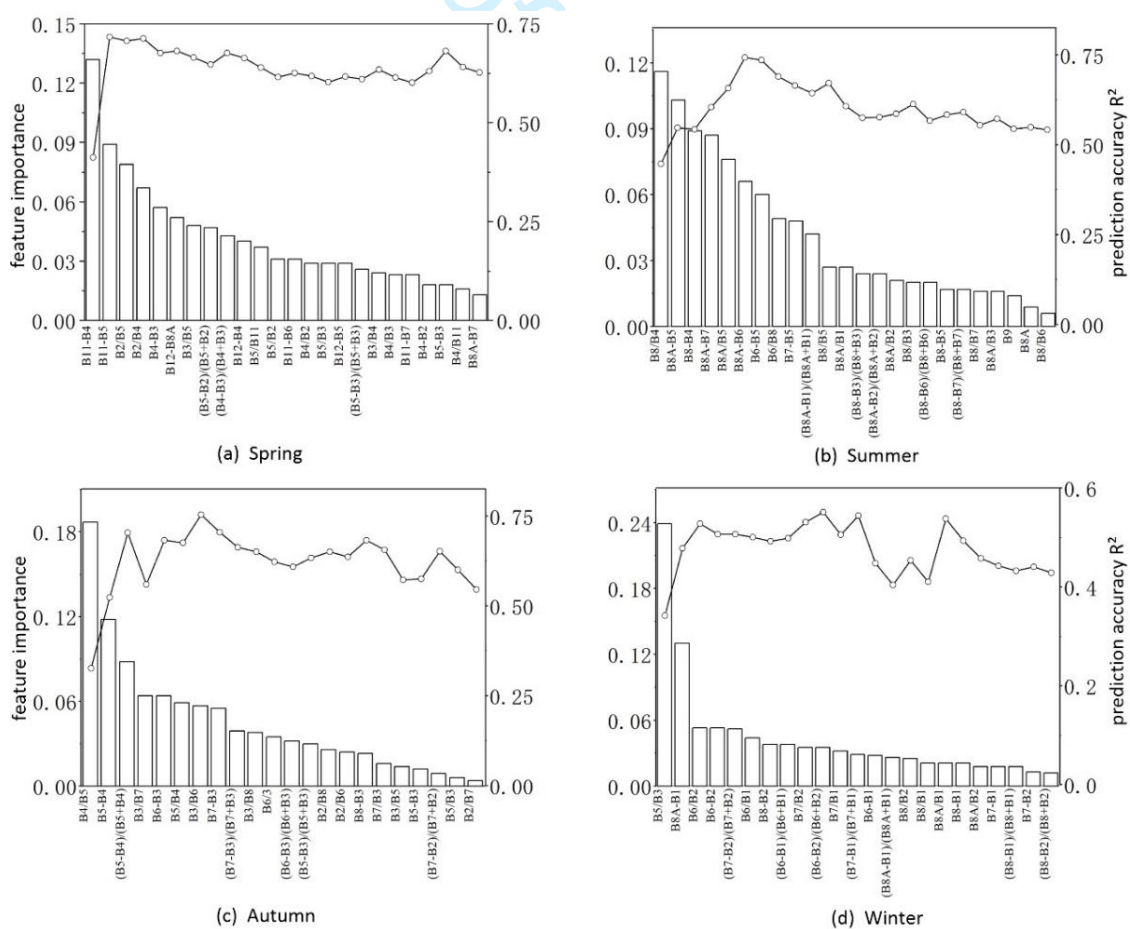 feature importance
0.15
0.12
0.09
0.06
0.03
0.00
0.75
0.50
0.25
0.00
B11-B4
B11-B5
B2/B5
B2/B4
B4-B3
B12-B8A
B3/B5
(B5-B2)/(B5+B2)
(B4-B3)/(B4+B3)
B12-B4
B5/B11
B5/B2
B11-B6
B4/B2
B5/B3
B12-B5
(B5-B3)/(B5+B3)
B3/B4
B4/B3
B11-B7
B4-B2
B5-B3
B4/B11
B8A-B7
(a) Spring
0.12
0.09
0.06
0.03
0.00
0.75
0.50
0.25
0.00
prediction accuracy R²
B8/B4
B8A-B5
B8-B4
B8A-B7
B8A/B5
B8A-B6
B6-B5
B6/B8
B7-B5
(B8A-B1)/(B8A+B1)
B8/B5
B8A/B1
(B8-B3)/(B8+B3)
(B8A-B2)/(B8A+B2)
B8A/B2
B8/B3
(B8-B6)/(B8+B6)
B8-B5
(B8-B7)/(B8+B7)
B8/B7
B8A/B3
B9
B8A
B8/B6
(b) Summer
feature importance
0.18
0.12
0.06
0.00
0.75
0.50
0.25
0.00
B4/B5
B5-B4
(B5-B4)/(B5+B4)
B3/B7
B6-B3
B5/B4
B3/B6
B7-B3
(B7-B3)/(B7+B3)
B3/B8
B6/3
(B6-B3)/(B6+B3)
(B5-B3)/(B5+B3)
B2/B8
B2/B6
B8-B3
B7/B3
B3/B5
B5-B3
(B7-B2)/(B7+B2)
B5/B3
B2/B7
(c) Autumn
0.24
0.18
0.12
0.06
0.00
0.6
0.4
0.2
0.0
prediction accuracy R²
B5/B3
B8A-B1
B6/B2
B6-B2
(B7-B2)/(B7+B2)
B6/B1
B8-B2
(B6-B1)/(B6+B1)
B7/B2
(B6-B2)/(B6+B2)
B7/B1
(B7-B1)/(B7+B1)
B6-B1
(B8A-B1)/(B8A+B1)
B8/B2
B8/B1
B8A/B1
B8-B1
B8A/B2
B7-B1
(B8-B1)/(B8+B1)
B7-B2
(B8-B2)/(B8+B2)
(d) Winter